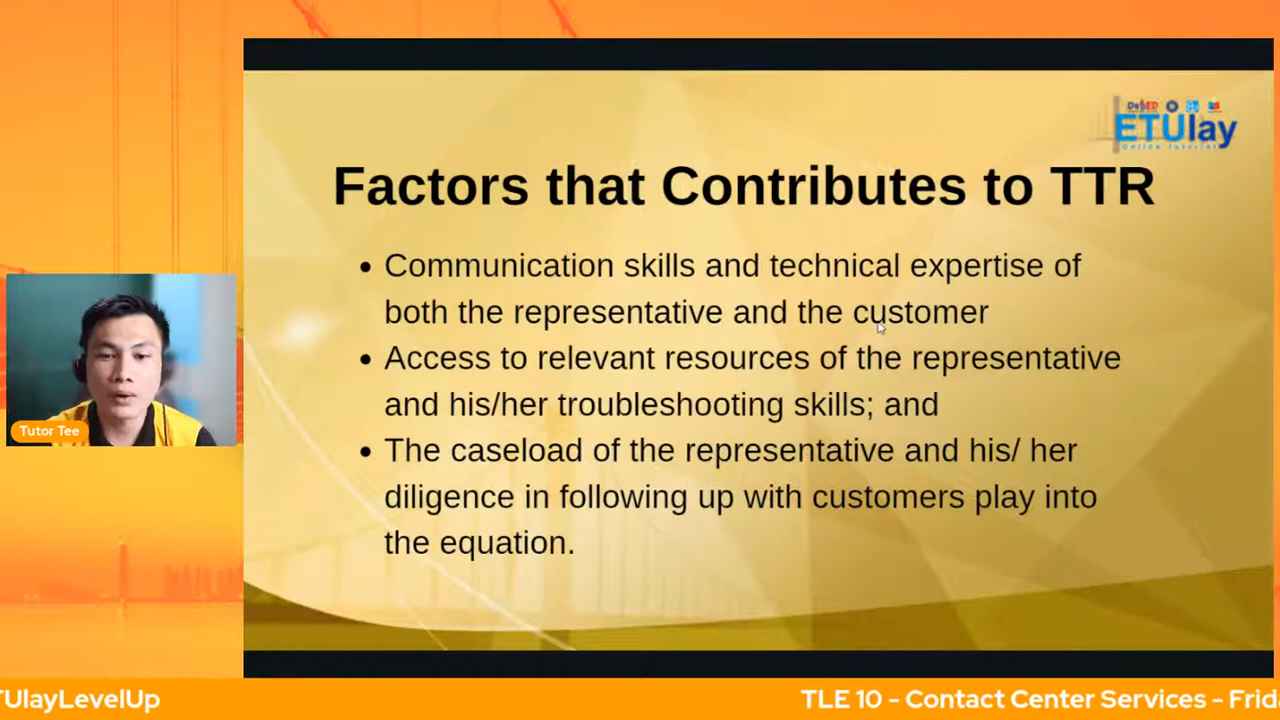 DepED
ETUlay
Online Tutorial
Factors that Contributes to TTR
• Communication skills and technical expertise of
both the representative and the customer
• Access to relevant resources of the representative
and his/her troubleshooting skills; and
• The caseload of the representative and his/ her
diligence in following up with customers play into
the equation.
Tutor Tee
TUlayLevelUp
TLE 10 - Contact Center Services - Frid